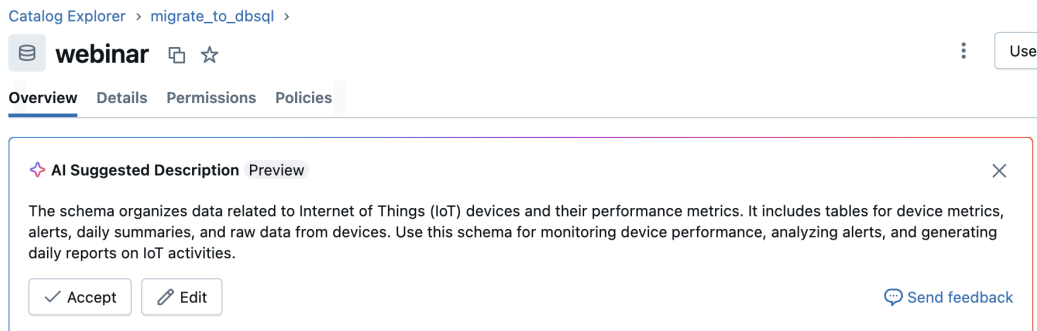 Catalog Explorer > migrate_to_dbsql >
webinar
Use
Overview Details Permissions Policies
AI Suggested Description Preview
The schema organizes data related to Internet of Things (IoT) devices and their performance metrics. It includes tables for device metrics,
alerts, daily summaries, and raw data from devices. Use this schema for monitoring device performance, analyzing alerts, and generating
daily reports on IoT activities.
Accept Edit Send feedback